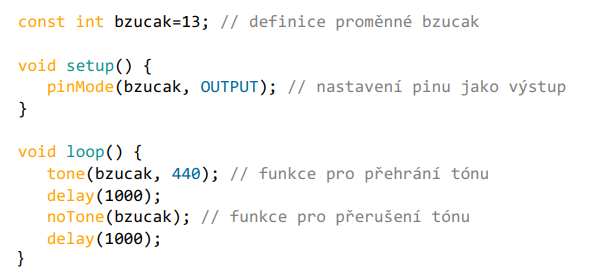 const int bzucak=13; // definice proměnné bzucak
void setup() {
pinMode(bzucak, OUTPUT); // nastavení pinu jako výstup
}
void loop() {
tone(bzucak, 440); // funkce pro přehrání tónu
delay(1000);
noTone(bzucak); // funkce pro přerušení tónu
delay(1000);
}